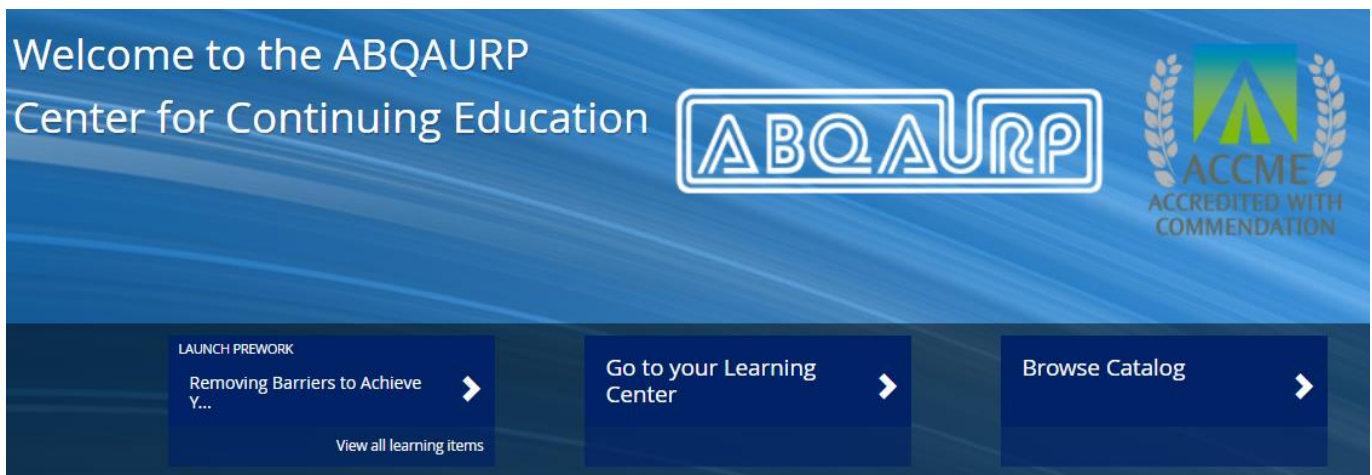 Welcome to the ABQAURP
Center for Continuing Education
ABQAURP
ACCME
ACCREDITED WITH
COMMENDATION
LAUNCH PREWORK
Removing Barriers to Achieve
Y...
View all learning items
Go to your Learning
Center
Browse Catalog